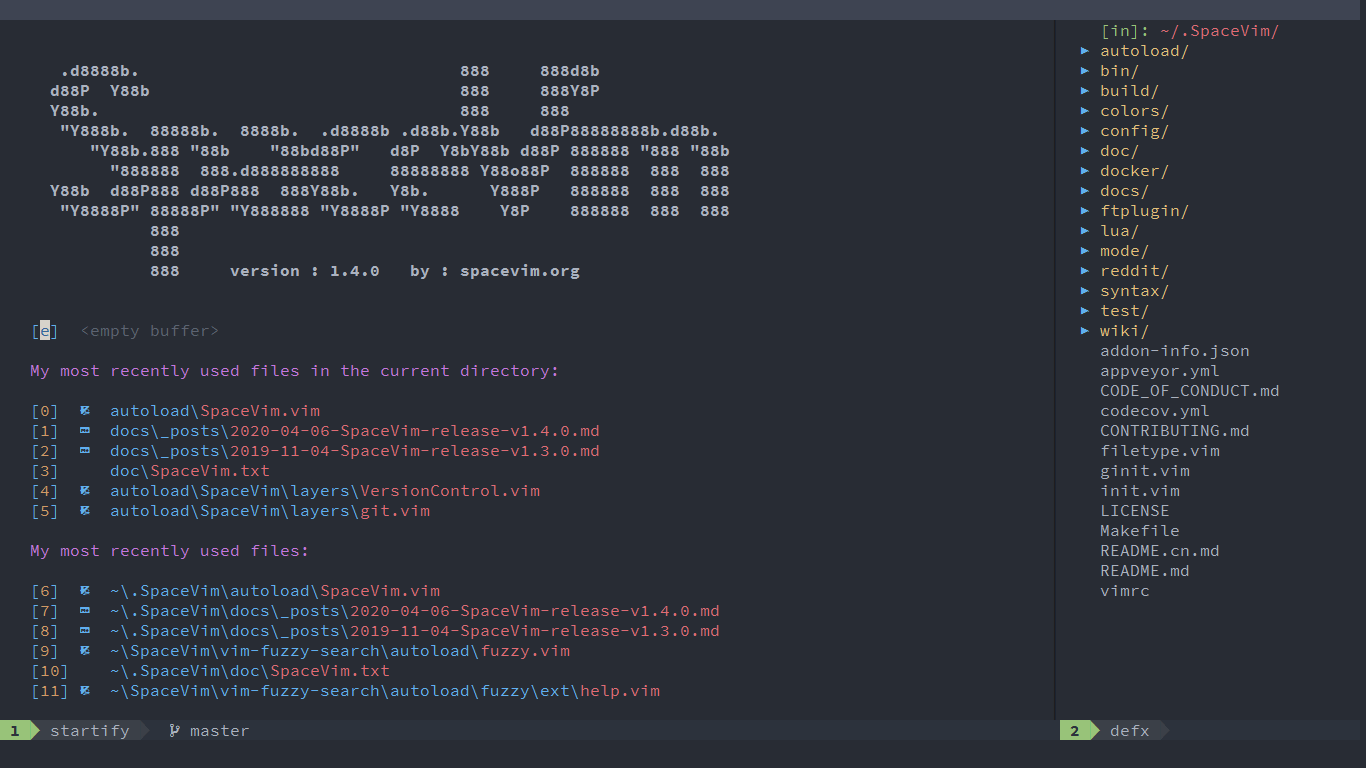 .d8888b.                                888     888d8b
d88P  Y88b                               888     888Y8P
Y88b.                                    888     888
"Y888b.  88888b.  8888b.  .d8888b .d88b.Y88b   d88P88888888b.d88b.
"Y88b.888 "88b    "88bd88P"   d8P  Y8bY88b d88P 888888 "888 "88b
"888888  888.d888888888     88888888 Y88o88P  888888  888  888
Y88b  d88P888 d88P888  888Y88b.   Y8b.      Y888P   888888  888  888
"Y8888P" 88888P" "Y888888 "Y8888P "Y8888    Y8P    888888  888  888
888
888
888     version : 1.4.0   by : spacevim.org
[e]  <empty buffer>
My most recently used files in the current directory:
[0] autoload\SpaceVim.vim
[1] docs\_posts\2020-04-06-SpaceVim-release-v1.4.0.md
[2] docs\_posts\2019-11-04-SpaceVim-release-v1.3.0.md
[3] doc\SpaceVim.txt
[4] autoload\SpaceVim\layers\VersionControl.vim
[5] autoload\SpaceVim\layers\git.vim
My most recently used files:
[6] ~\.SpaceVim\autoload\SpaceVim.vim
[7] ~\.SpaceVim\docs\_posts\2020-04-06-SpaceVim-release-v1.4.0.md
[8] ~\.SpaceVim\docs\_posts\2019-11-04-SpaceVim-release-v1.3.0.md
[9] ~\SpaceVim\vim-fuzzy-search\autoload\fuzzy.vim
[10] ~\.SpaceVim\doc\SpaceVim.txt
[11] ~\SpaceVim\vim-fuzzy-search\autoload\fuzzy\ext\help.vim
1 startify master
[in]: ~/.SpaceVim/
autoload/
bin/
build/
colors/
config/
doc/
docker/
docs/
ftplugin/
lua/
mode/
reddit/
syntax/
test/
wiki/
addon-info.json
appveyor.yml
CODE_OF_CONDUCT.md
codecov.yml
CONTRIBUTING.md
filetype.vim
ginit.vim
init.vim
LICENSE
Makefile
README.cn.md
README.md
vimrc
2 defx